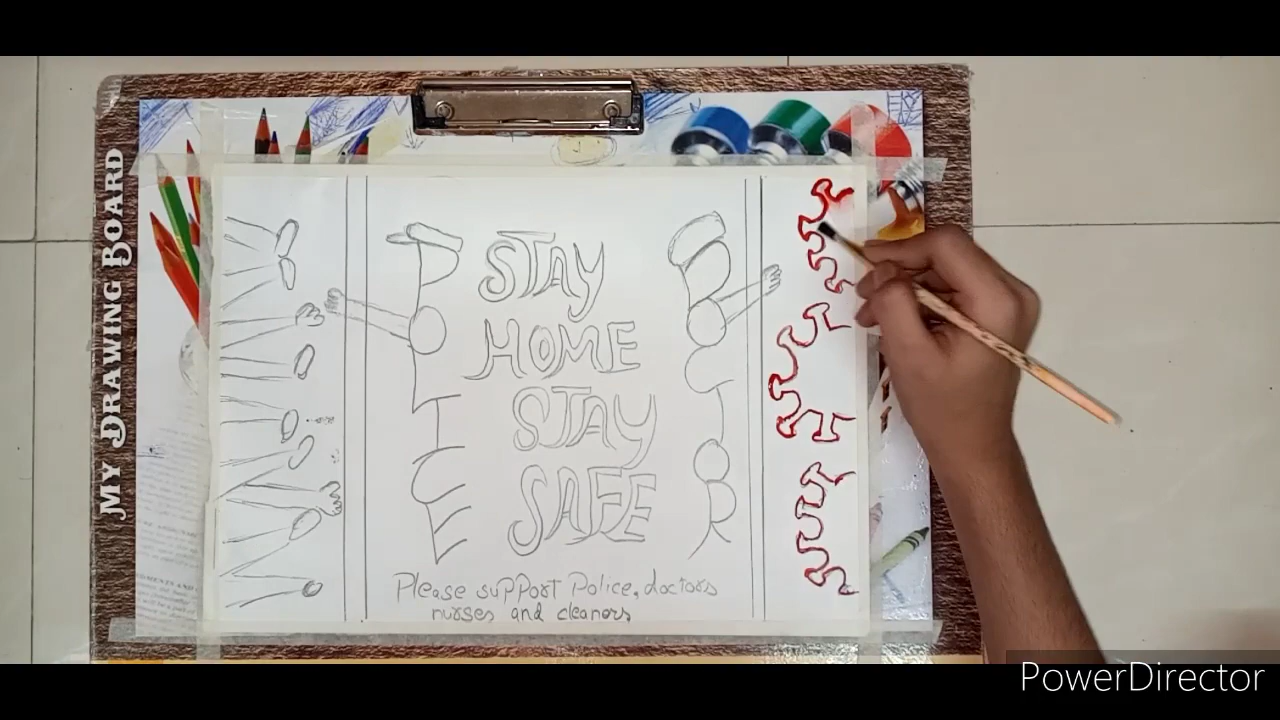 MY DRAWING BOARD
POLICE
STAY
HOME
STAY
SAFE
DOCTOR
Please support Police, doctors
nurses and cleaners
PowerDirector